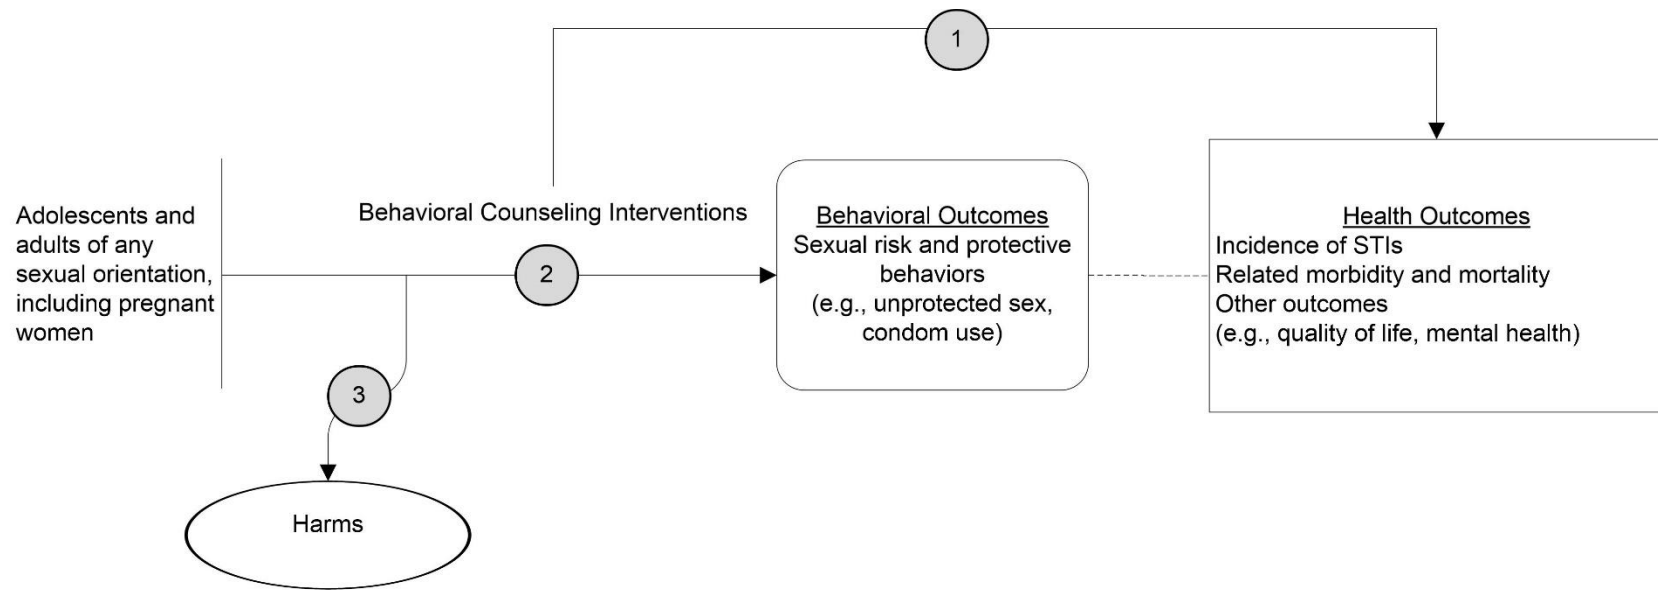 1
Adolescents and
adults of any
sexual orientation,
including pregnant
women
Behavioral Counseling Interventions
2
3
Harms
Behavioral Outcomes
Sexual risk and protective
behaviors
(e.g., unprotected sex,
condom use)
Health Outcomes
Incidence of STIs
Related morbidity and mortality
Other outcomes
(e.g., quality of life, mental health)